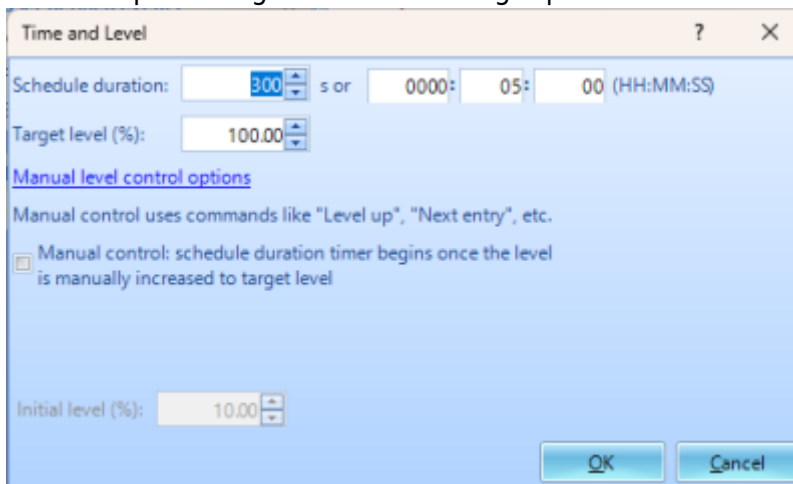 Time and Level ? ×
Schedule duration: 300 s or 0000: 05: 00 (HH:MM:SS)
Target level (%): 100.00
Manual level control options
Manual control uses commands like "Level up", "Next entry", etc.
Manual control: schedule duration timer begins once the level
is manually increased to target level
Initial level (%): 10.00
OK Cancel